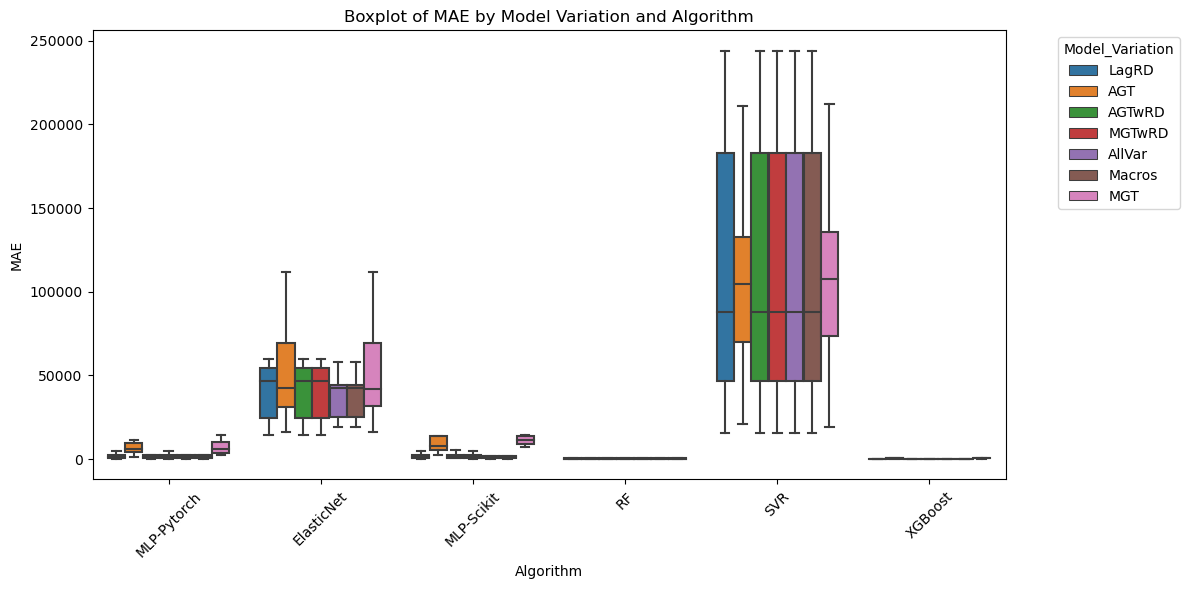 Boxplot of MAE by Model Variation and Algorithm
MAE
250000
200000
150000
100000
50000
0
MLP-Pytorch
ElasticNet
MLP-Scikit
RF
SVR
XGBoost
Algorithm
Model_Variation
LagRD
AGT
AGTwRD
MGTwRD
AllVar
Macros
MGT